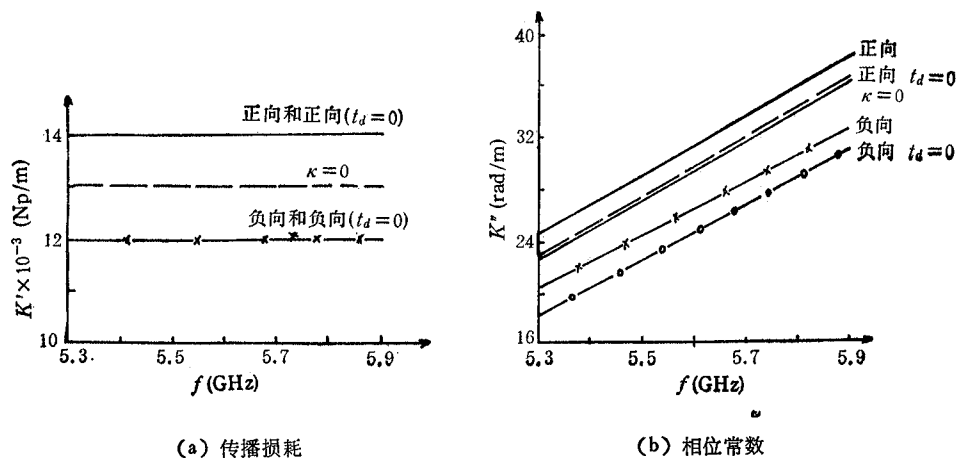 K′×10⁻³ (Np/m)
14
12
10
正向和正向(t_d=0)
κ=0
负向和负向(t_d=0)
5.3
5.5
5.7
5.9
f(GHz)
(a) 传播损耗
K″(rad/m)
40
32
24
16
正向
正向 t_d=0
κ=0
负向
负向 t_d=0
5.3
5.5
5.7
5.9
f(GHz)
(b) 相位常数